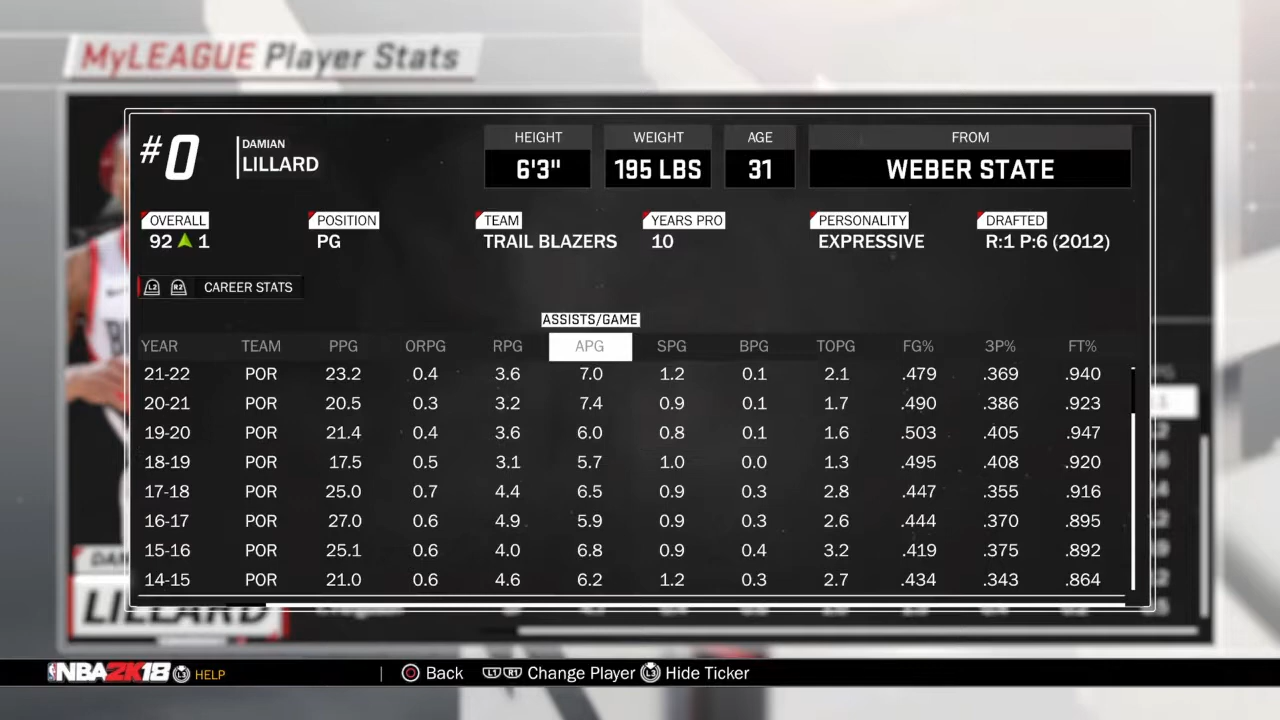 MyLEAGUE Player Stats
#0 DAMIAN LILLARD
HEIGHT WEIGHT AGE FROM
6'3" 195 LBS 31 WEBER STATE
OVERALL POSITION TEAM YEARS PRO PERSONALITY DRAFTED
92 1 PG TRAIL BLAZERS 10 EXPRESSIVE R:1 P:6 (2012)
L2 R2 CAREER STATS
ASSISTS/GAME
YEAR TEAM PPG ORPG RPG APG SPG BPG TOPG FG% 3P% FT%
21-22 POR 23.2 0.4 3.6 7.0 1.2 0.1 2.1 .479 .369 .940
20-21 POR 20.5 0.3 3.2 7.4 0.9 0.1 1.7 .490 .386 .923
19-20 POR 21.4 0.4 3.6 6.0 0.8 0.1 1.6 .503 .405 .947
18-19 POR 17.5 0.5 3.1 5.7 1.0 0.0 1.3 .495 .408 .920
17-18 POR 25.0 0.7 4.4 6.5 0.9 0.3 2.8 .447 .355 .916
16-17 POR 27.0 0.6 4.9 5.9 0.9 0.3 2.6 .444 .370 .895
15-16 POR 25.1 0.6 4.0 6.8 0.9 0.4 3.2 .419 .375 .892
14-15 POR 21.0 0.6 4.6 6.2 1.2 0.3 2.7 .434 .343 .864
LILLARD
NBA 2K18 L3 HELP Back L1 R1 Change Player L3 Hide Ticker